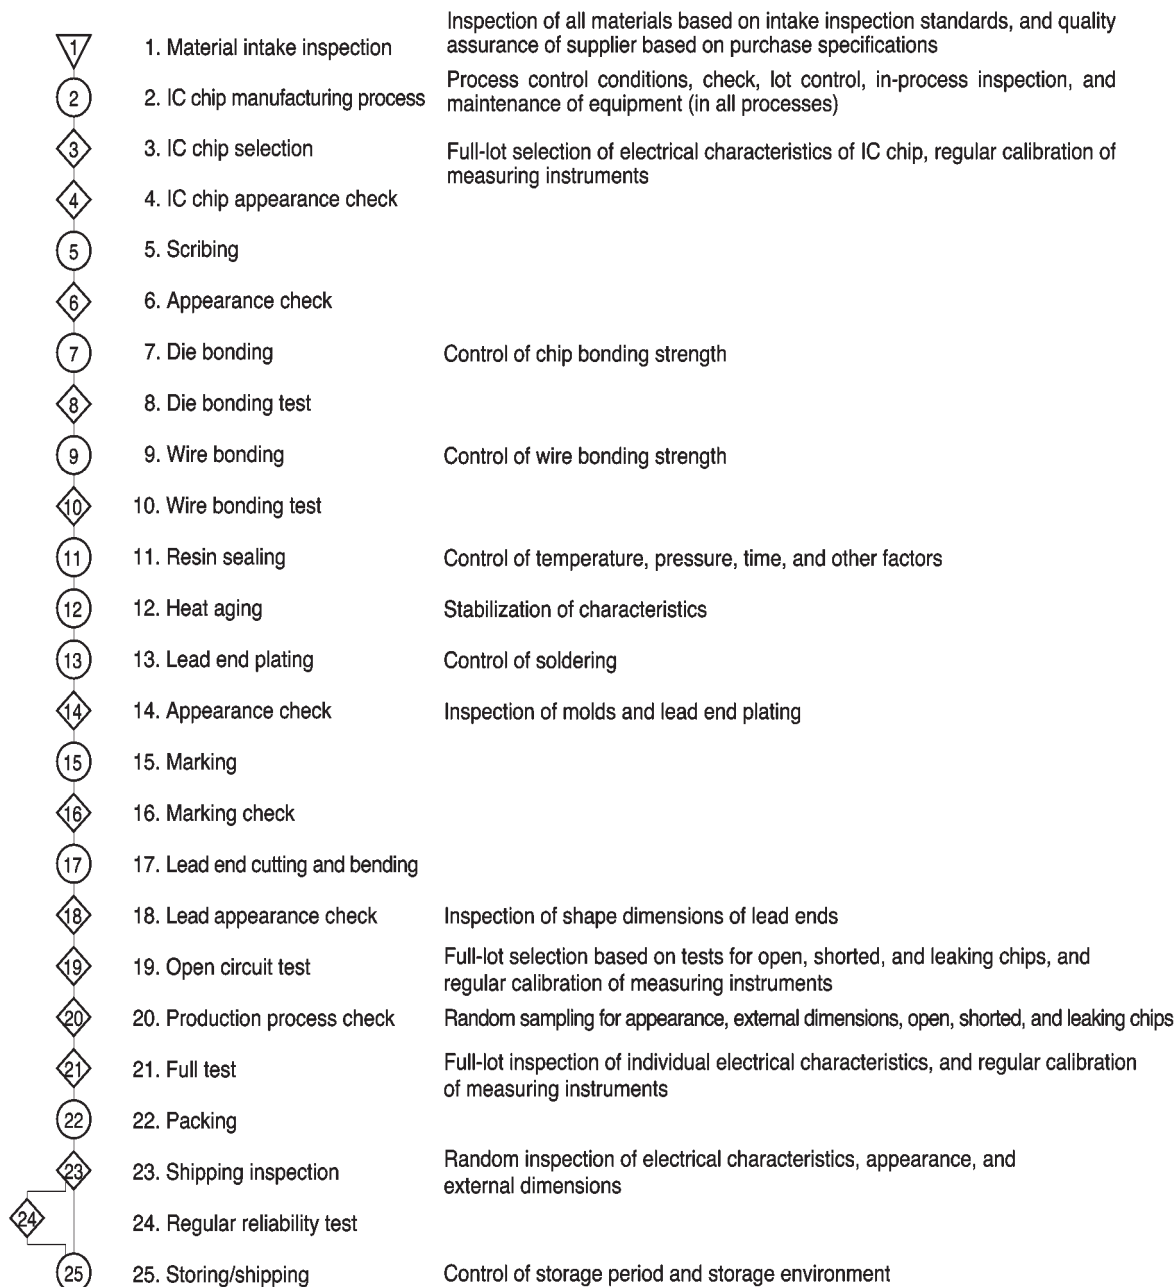 1 1. Material intake inspection Inspection of all materials based on intake inspection standards, and quality
assurance of supplier based on purchase specifications
2 2. IC chip manufacturing process Process control conditions, check, lot control, in-process inspection, and
maintenance of equipment (in all processes)
3 3. IC chip selection Full-lot selection of electrical characteristics of IC chip, regular calibration of
measuring instruments
4 4. IC chip appearance check
5 5. Scribing
6 6. Appearance check
7 7. Die bonding Control of chip bonding strength
8 8. Die bonding test
9 9. Wire bonding Control of wire bonding strength
10 10. Wire bonding test
11 11. Resin sealing Control of temperature, pressure, time, and other factors
12 12. Heat aging Stabilization of characteristics
13 13. Lead end plating Control of soldering
14 14. Appearance check Inspection of molds and lead end plating
15 15. Marking
16 16. Marking check
17 17. Lead end cutting and bending
18 18. Lead appearance check Inspection of shape dimensions of lead ends
19 19. Open circuit test Full-lot selection based on tests for open, shorted, and leaking chips, and
regular calibration of measuring instruments
20 20. Production process check Random sampling for appearance, external dimensions, open, shorted, and leaking chips
21 21. Full test Full-lot inspection of individual electrical characteristics, and regular calibration
of measuring instruments
22 22. Packing
23 23. Shipping inspection Random inspection of electrical characteristics, appearance, and
external dimensions
24 24. Regular reliability test
25 25. Storing/shipping Control of storage period and storage environment